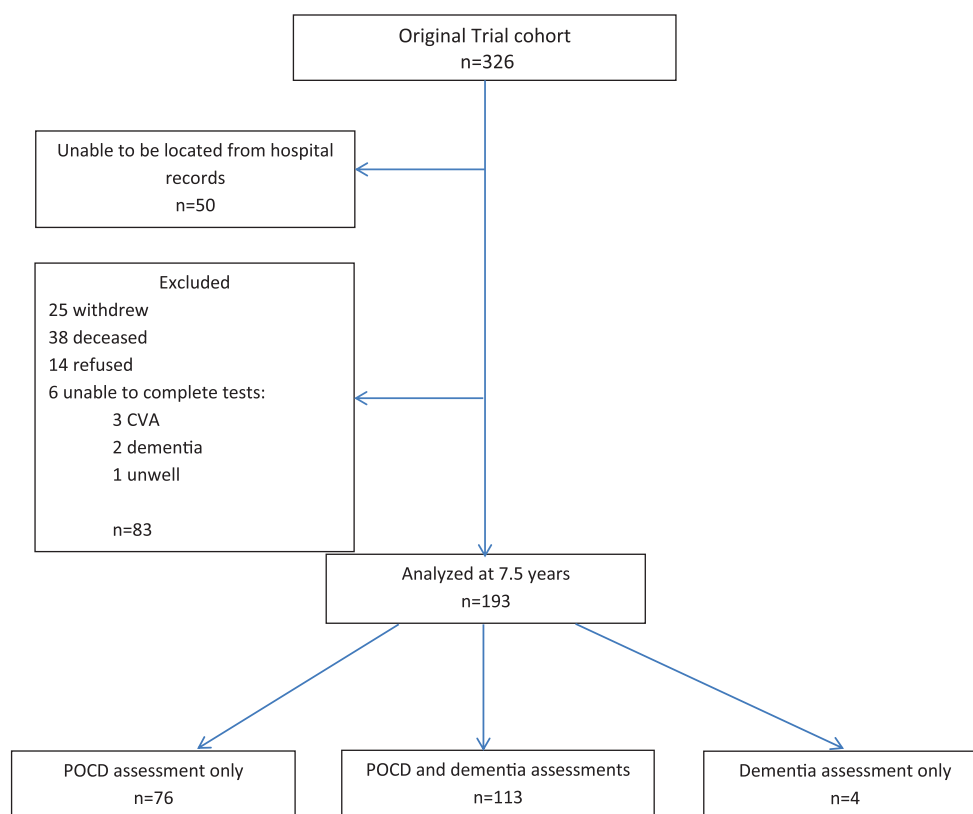 Original Trial cohort
n=326
Unable to be located from hospital
records
n=50
Excluded
25 withdrew
38 deceased
14 refused
6 unable to complete tests:
3 CVA
2 dementia
1 unwell
n=83
Analyzed at 7.5 years
n=193
POCD assessment only
n=76
POCD and dementia assessments
n=113
Dementia assessment only
n=4